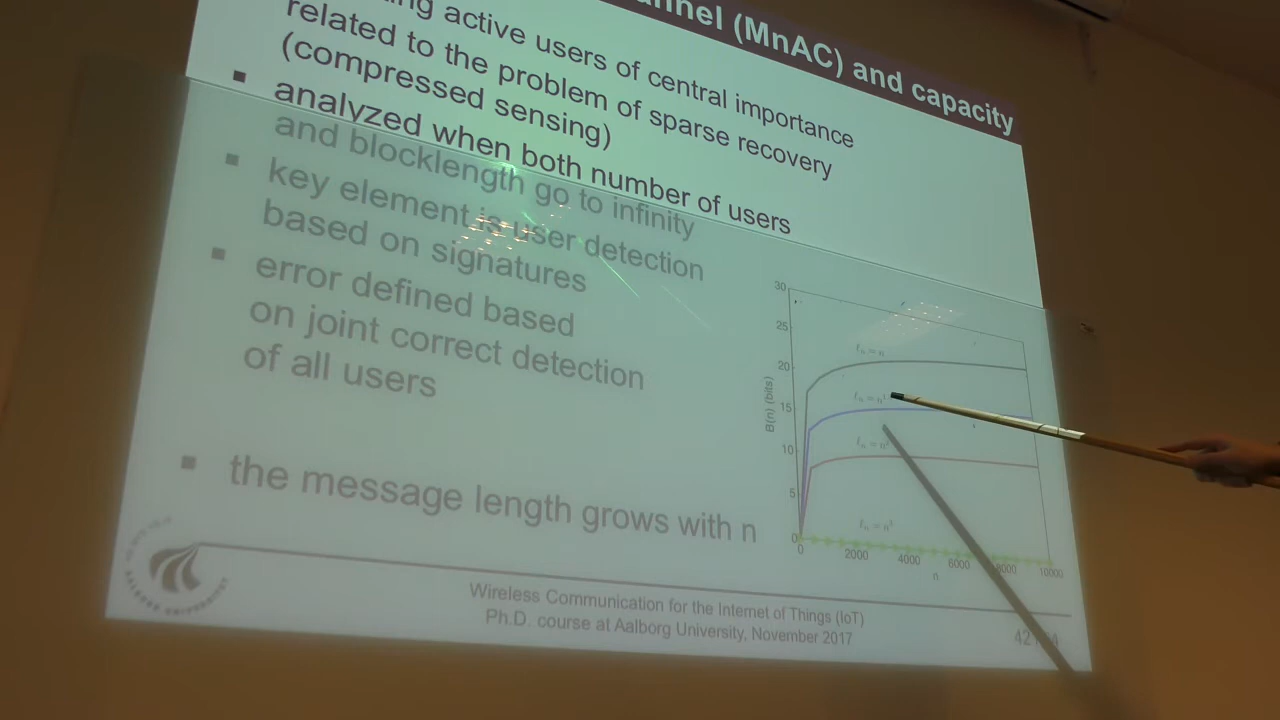 (MnAC) and capacity
active users of central importance
related to the problem of sparse recovery
(compressed sensing)
▪ analyzed when both number of users
and blocklength go to infinity
▪ key element is user detection
based on signatures
▪ error defined based
on joint correct detection
of all users
▪ the message length grows with n
30
25
20
15
10
5
0
B(n) (bits)
ℓₙ = n
0
2000
4000
6000
8000
10000
n
AALBORG UNIVERSITET
Wireless Communication for the Internet of Things (IoT)
Ph.D. course at Aalborg University, November 2017